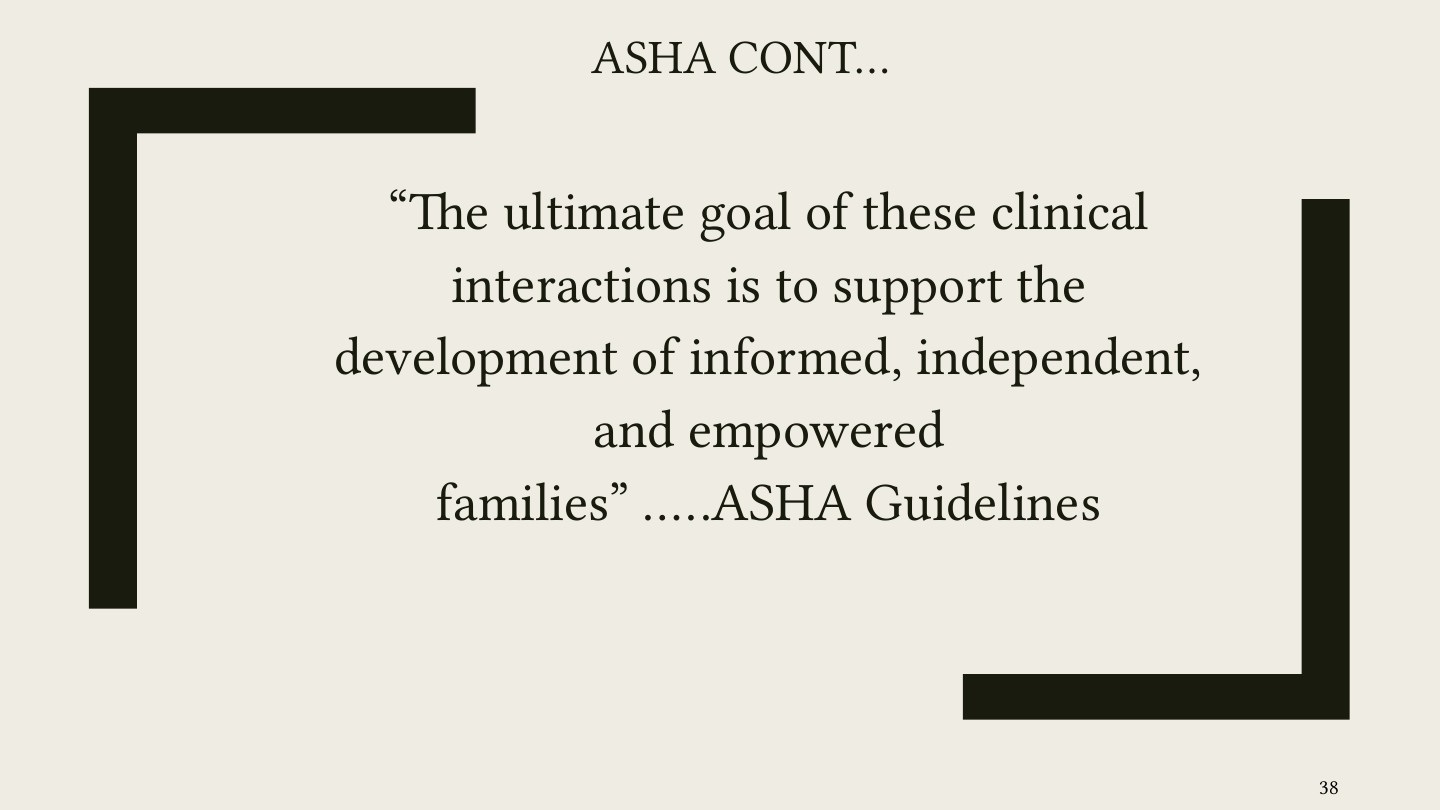 ASHA CONT…
“The ultimate goal of these clinical
interactions is to support the
development of informed, independent,
and empowered
families” …..ASHA Guidelines
38